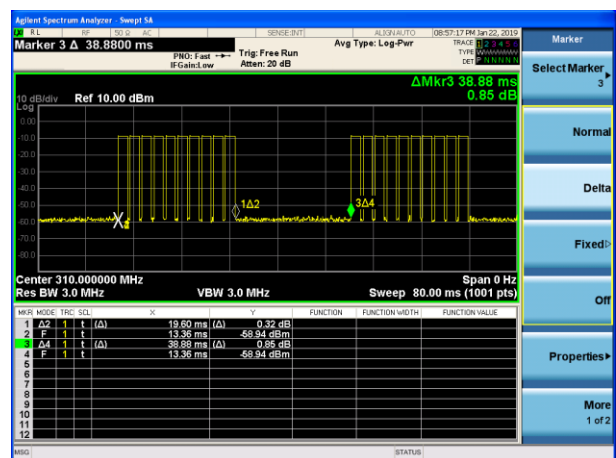 Agilent Spectrum Analyzer - Swept SA
RL RF 50 Ω AC SENSE:INT ALIGN AUTO 08:57:17 PM Jan 22, 2019
Marker 3 Δ 38.8800 ms
PNO: Fast Trig: Free Run
IFGain:Low Atten: 20 dB
Avg Type: Log-Pwr
TRACE 1 2 3 4 5 6
TYPE
DET P N N N N N
ΔMkr3 38.88 ms
0.85 dB
10 dB/div Ref 10.00 dBm
Log
0.00
-10.0
-20.0
-30.0
-40.0
-50.0
-60.0
-70.0
-80.0
1Δ2
3Δ4
Center 310.000000 MHz Span 0 Hz
Res BW 3.0 MHz VBW 3.0 MHz Sweep 80.00 ms (1001 pts)
MKR MODE TRC SCL X Y FUNCTION FUNCTION WIDTH FUNCTION VALUE
1 Δ2 1 t (Δ) 19.60 ms (Δ) 0.32 dB
2 F 1 t 13.36 ms -58.94 dBm
3 Δ4 1 t (Δ) 38.88 ms (Δ) 0.85 dB
4 F 1 t 13.36 ms -58.94 dBm
5
6
7
8
9
10
11
12
MSG STATUS
Marker
Select Marker
3
Normal
Delta
Fixed
Off
Properties
More
1 of 2